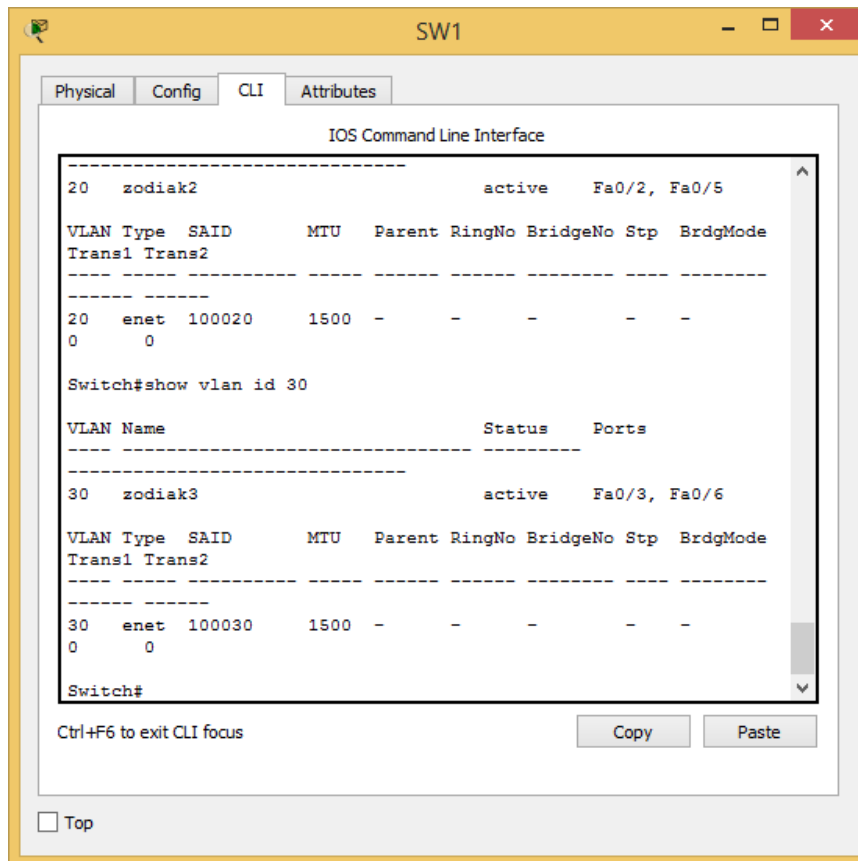 SW1
Physical Config CLI Attributes
IOS Command Line Interface
--------------------------------
20   zodiak2                          active    Fa0/2, Fa0/5
VLAN Type  SAID       MTU   Parent RingNo BridgeNo Stp  BrdgMode
Trans1 Trans2
---- ----- ---------- ----- ------ ------ -------- ---- --------
------ ------
20   enet  100020     1500  -      -      -        -    -
0      0
Switch#show vlan id 30
VLAN Name                             Status    Ports
---- -------------------------------- ---------
-------------------------------
30   zodiak3                          active    Fa0/3, Fa0/6
VLAN Type  SAID       MTU   Parent RingNo BridgeNo Stp  BrdgMode
Trans1 Trans2
---- ----- ---------- ----- ------ ------ -------- ---- --------
------ ------
30   enet  100030     1500  -      -      -        -    -
0      0
Switch#
Ctrl+F6 to exit CLI focus
Copy Paste
Top